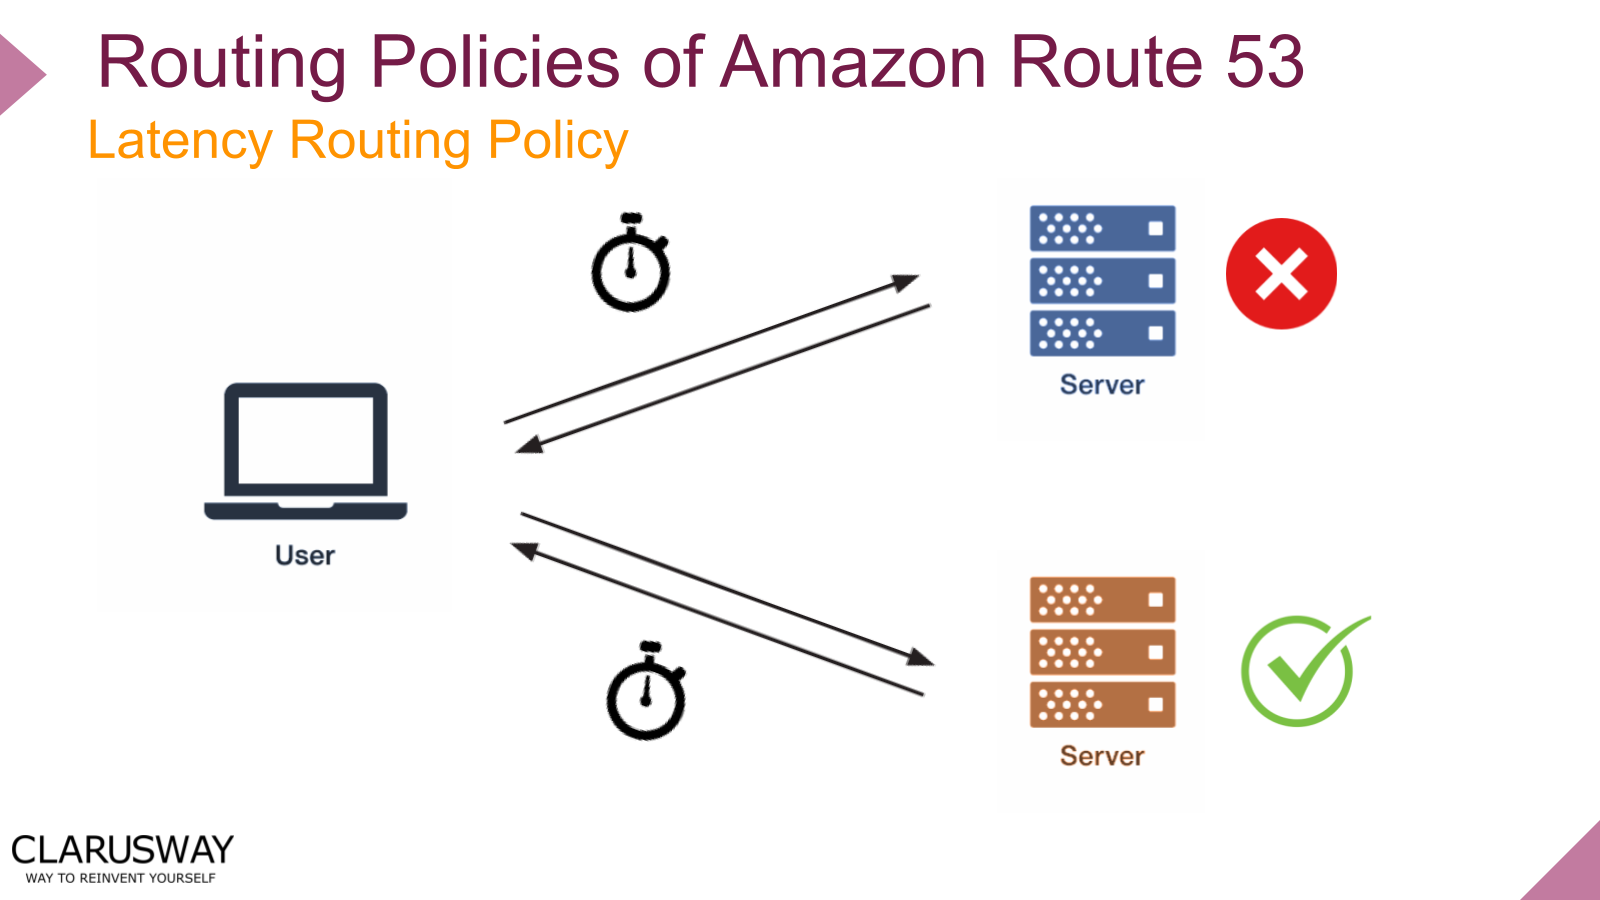 Routing Policies of Amazon Route 53
Latency Routing Policy
Server
User
Server
CLARUSWAY
WAY TO REINVENT YOURSELF